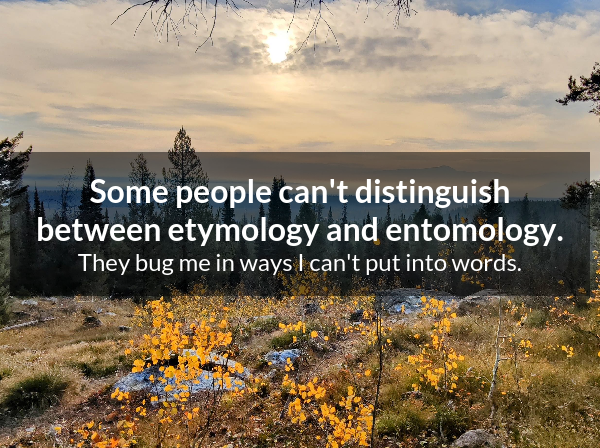 Some people can't distinguish
between etymology and entomology.
They bug me in ways I can't put into words.